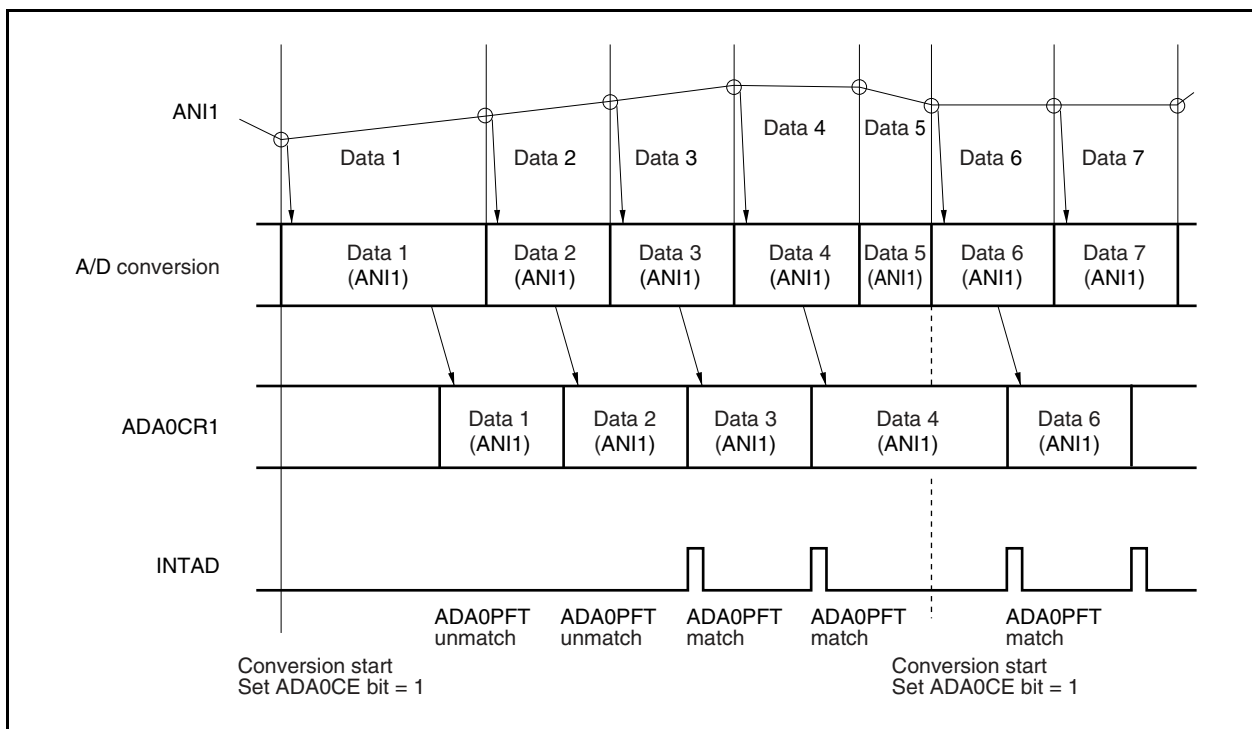 ANI1
Data 1
Data 2
Data 3
Data 4
Data 5
Data 6
Data 7
A/D conversion
Data 1
(ANI1)
Data 2
(ANI1)
Data 3
(ANI1)
Data 4
(ANI1)
Data 5
(ANI1)
Data 6
(ANI1)
Data 7
(ANI1)
ADA0CR1
Data 1
(ANI1)
Data 2
(ANI1)
Data 3
(ANI1)
Data 4
(ANI1)
Data 6
(ANI1)
INTAD
ADA0PFT
unmatch
ADA0PFT
unmatch
ADA0PFT
match
ADA0PFT
match
ADA0PFT
match
Conversion start
Set ADA0CE bit = 1
Conversion start
Set ADA0CE bit = 1